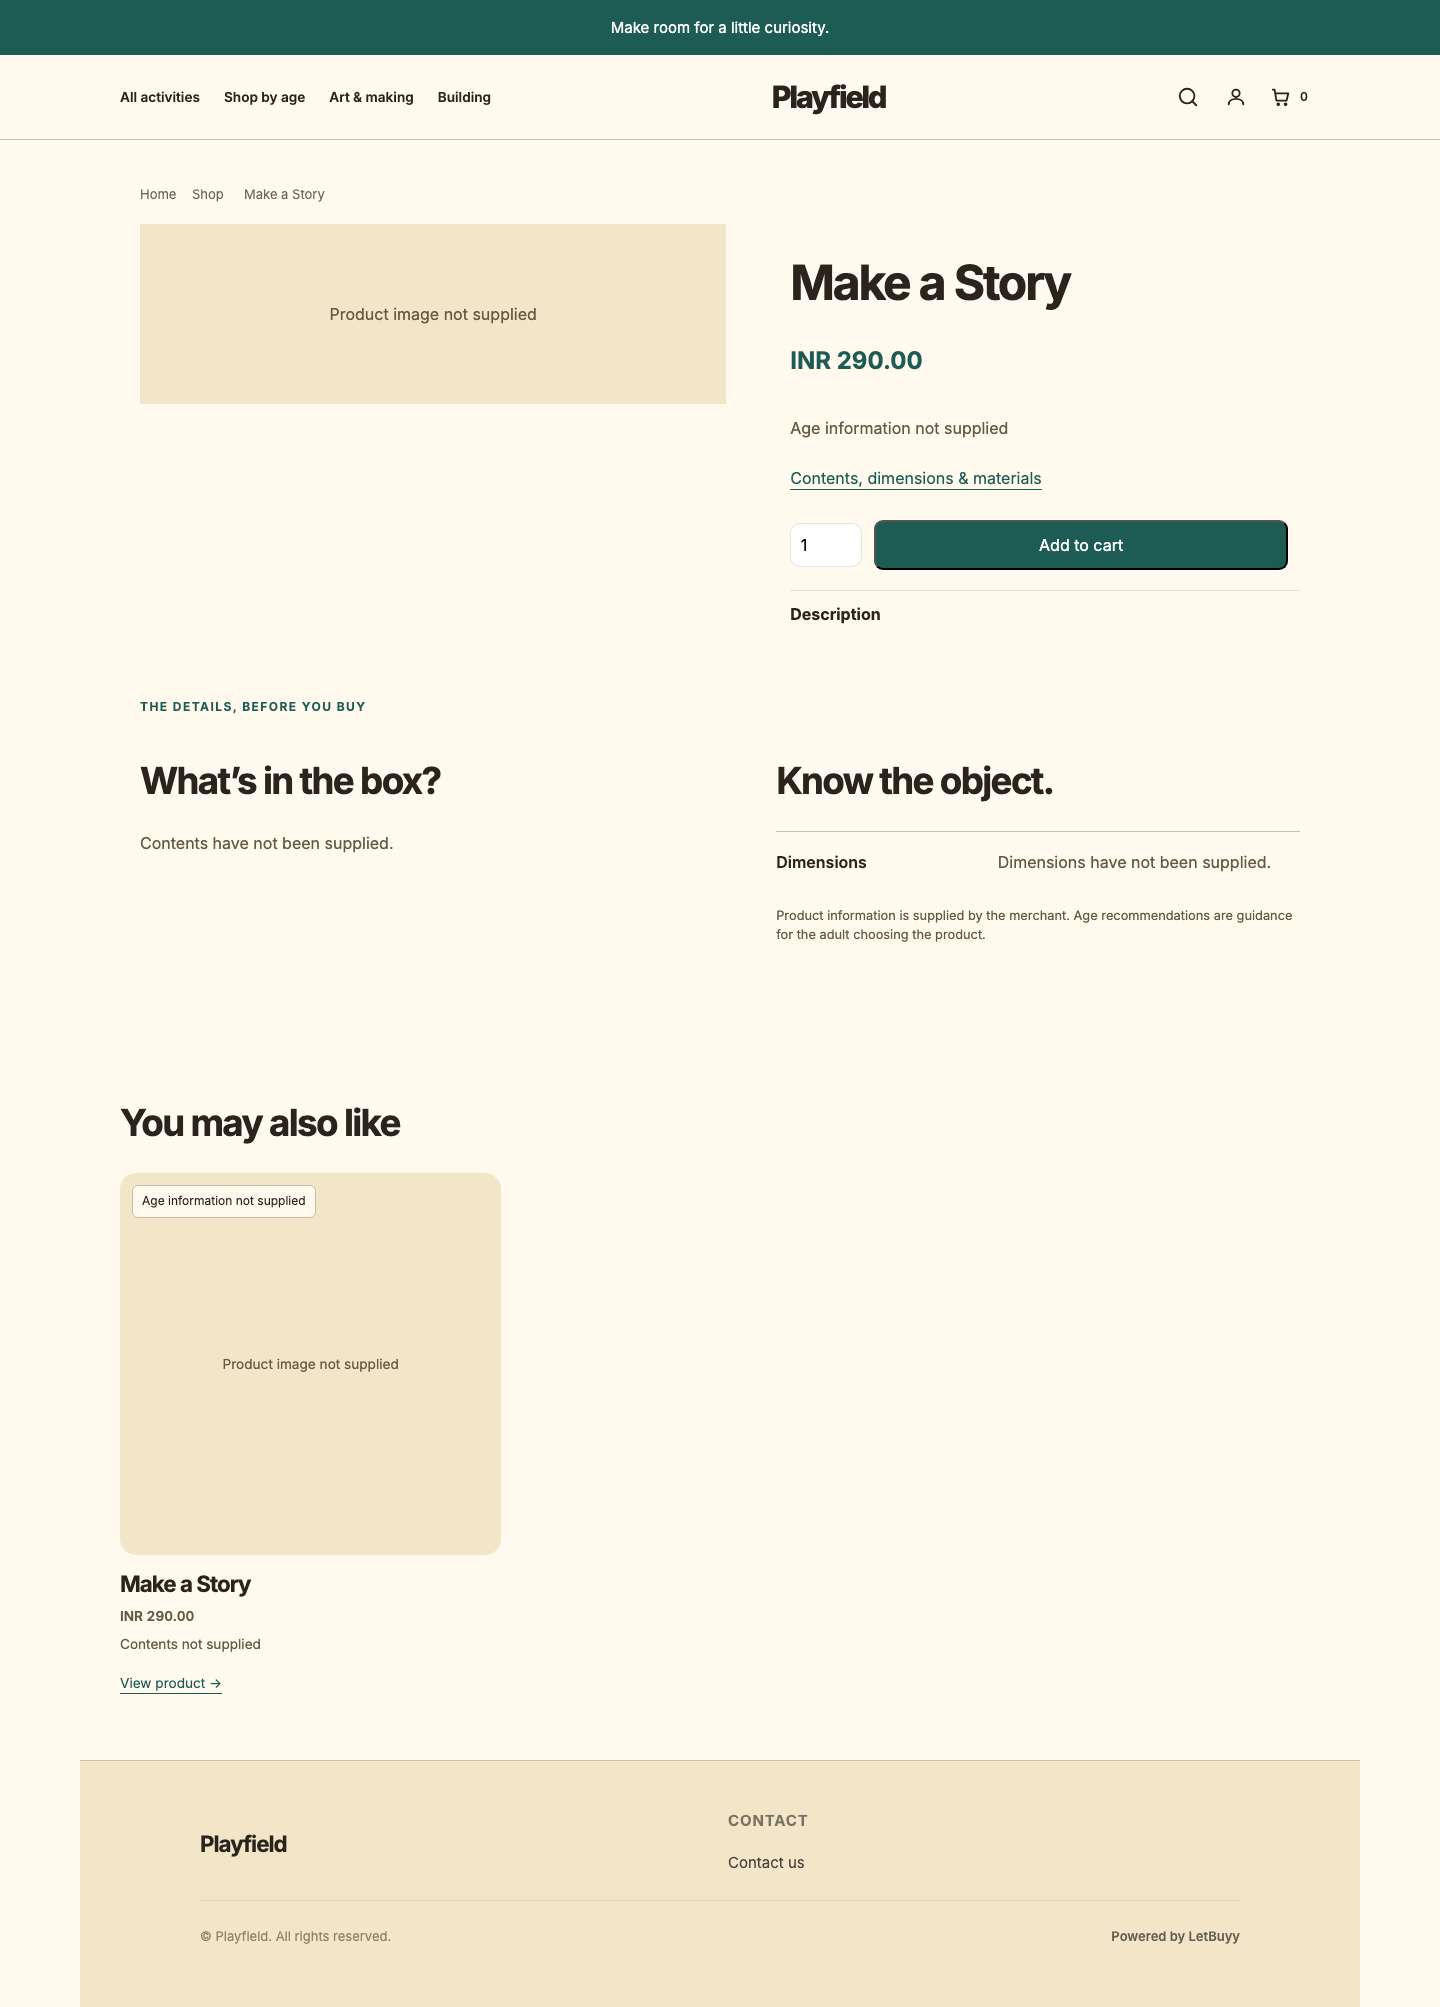 Make room for a little curiosity.
All activities Shop by age Art & making Building
Playfield
0
Home Shop Make a Story
Product image not supplied
Make a Story
INR 290.00
Age information not supplied
Contents, dimensions & materials
1 Add to cart
Description
THE DETAILS, BEFORE YOU BUY
What’s in the box?
Contents have not been supplied.
Know the object.
Dimensions Dimensions have not been supplied.
Product information is supplied by the merchant. Age recommendations are guidance
for the adult choosing the product.
You may also like
Age information not supplied
Product image not supplied
Make a Story
INR 290.00
Contents not supplied
View product →
Playfield
CONTACT
Contact us
© Playfield. All rights reserved.
Powered by LetBuyy